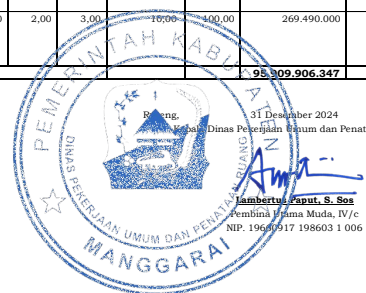 2,00 3,00 16,00 100,00 269.490.000
95.909.906.347
Ruteng, 31 Desember 2024
Kepala Dinas Pekerjaan Umum dan Penat
PEMERINTAH KABUPATEN
DINAS PEKERJAAN UMUM DAN PENATAAN RUANG
MANGGARAI
Lambertus Paput, S. Sos
Pembina Utama Muda, IV/c